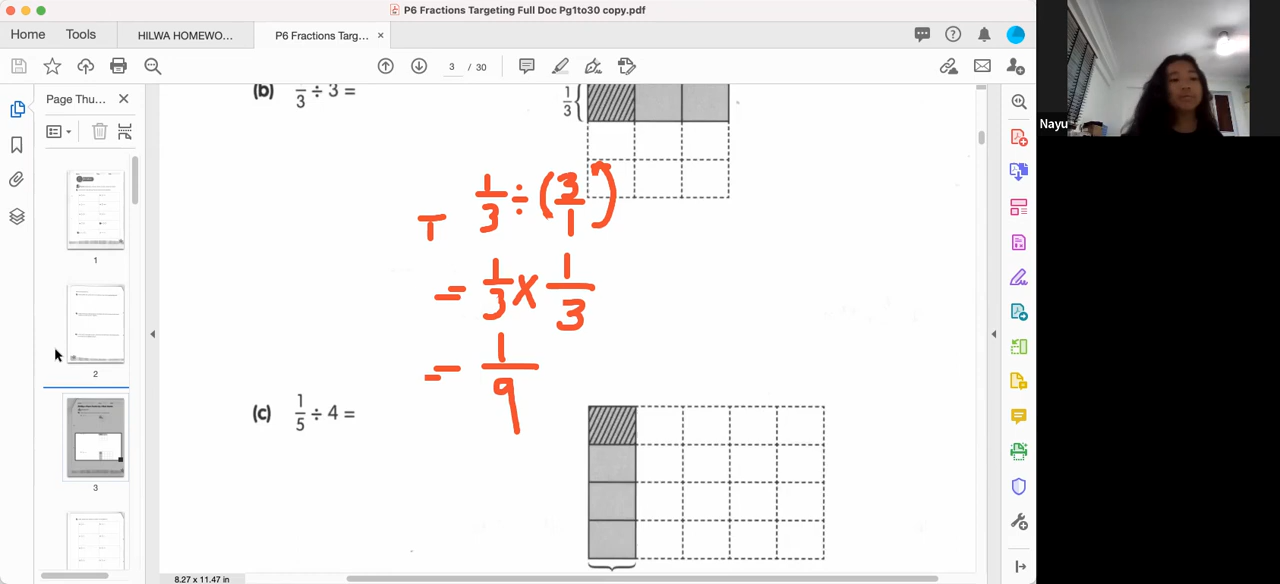 P6 Fractions Targeting Full Doc Pg1to30 copy.pdf
Home Tools HILWA HOMEWO... P6 Fractions Targ... ×
3 / 30
Page Thu... ×
1
2
3
(b) 1/3 ÷ 3 =
1/3
T 1/3 ÷ (3/1)
= 1/3 × 1/3
= 1/9
(c) 1/5 ÷ 4 =
8.27 x 11.47 in
Nayu